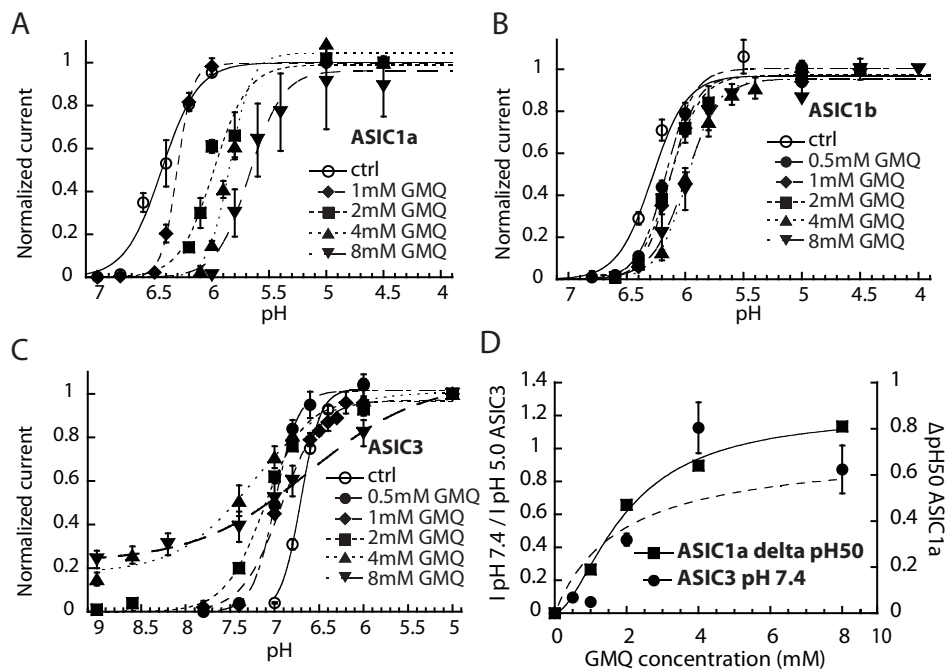 A
Normalized current
1
0.8
0.6
0.4
0.2
0
ASIC1a
ctrl
1mM GMQ
2mM GMQ
4mM GMQ
8mM GMQ
7 6.5 6 5.5 5 4.5 4
pH
B
Normalized current
1
0.8
0.6
0.4
0.2
0
ASIC1b
ctrl
0.5mM GMQ
1mM GMQ
2mM GMQ
4mM GMQ
8mM GMQ
7 6.5 6 5.5 5 4.5 4
pH
C
Normalized current
1
0.8
0.6
0.4
0.2
0
ASIC3
ctrl
0.5mM GMQ
1mM GMQ
2mM GMQ
4mM GMQ
8mM GMQ
9 8.5 8 7.5 7 6.5 6 5.5 5
pH
D
I pH 7.4 / I pH 5.0 ASIC3
1.4
1.2
1
0.8
0.6
0.4
0.2
0
ASIC1a delta pH50
ASIC3 pH 7.4
1
0.8
0.6
0.4
0.2
0
ΔpH50 ASIC1a
0 2 4 6 8 10
GMQ concentration (mM)